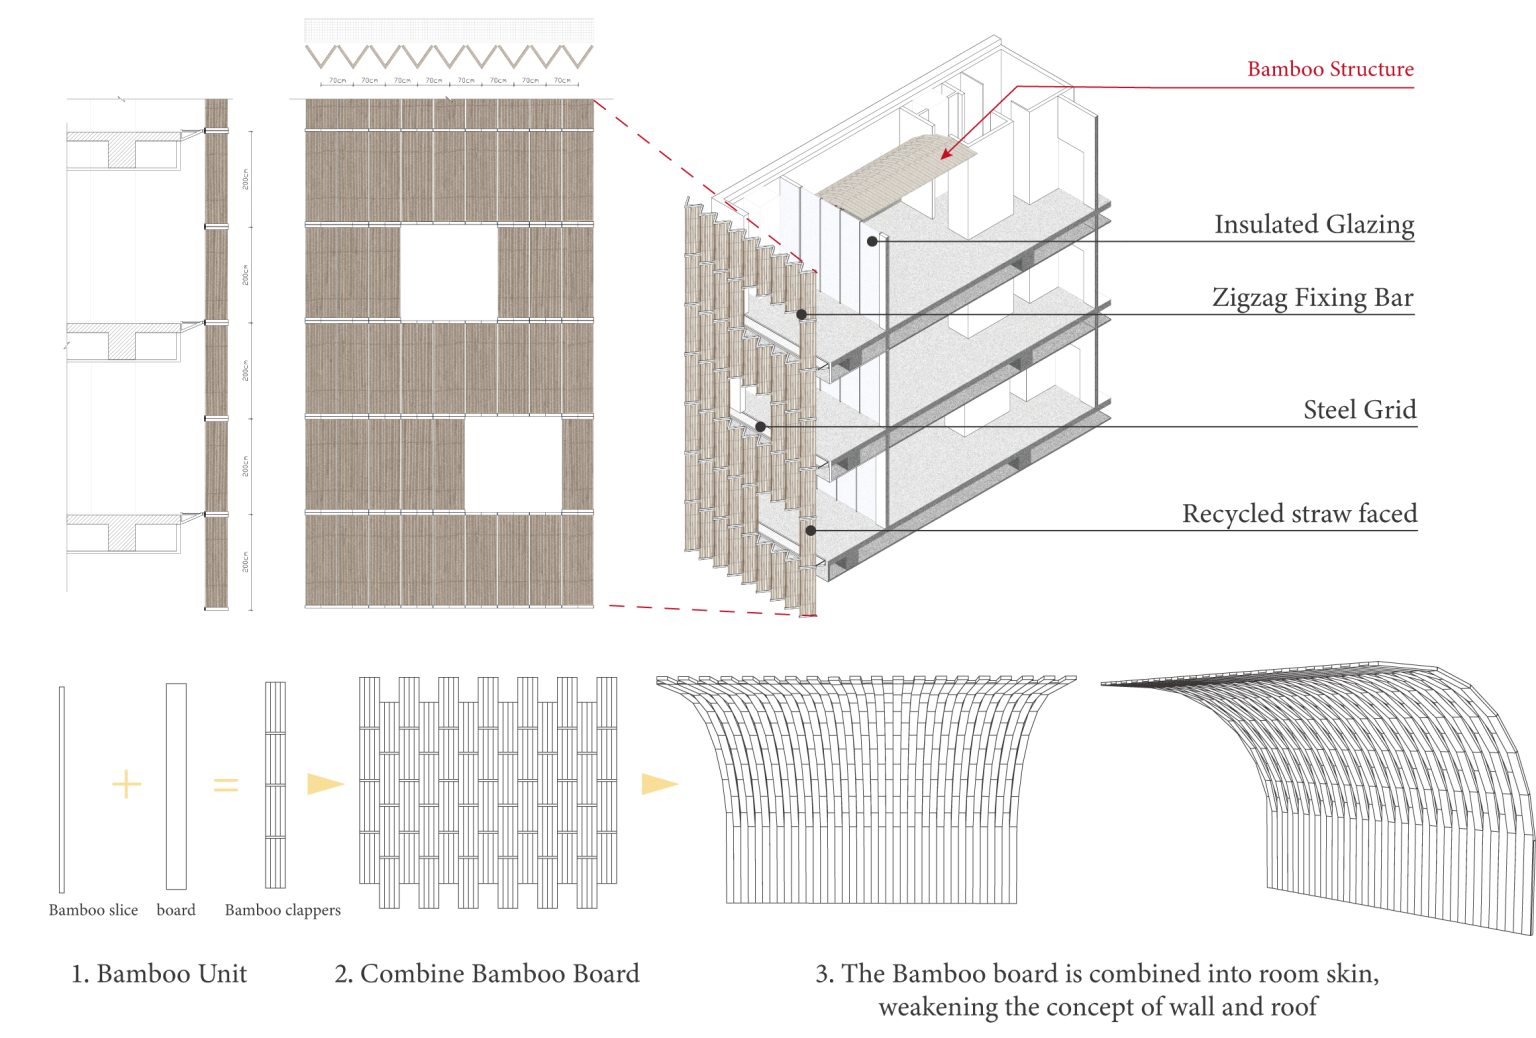 70cm 70cm 70cm 70cm 70cm 70cm 70cm 70cm
200cm
200cm
200cm
200cm
200cm
Bamboo Structure
Insulated Glazing
Zigzag Fixing Bar
Steel Grid
Recycled straw faced
Bamboo slice
board
Bamboo clappers
1. Bamboo Unit
2. Combine Bamboo Board
3. The Bamboo board is combined into room skin,
weakening the concept of wall and roof